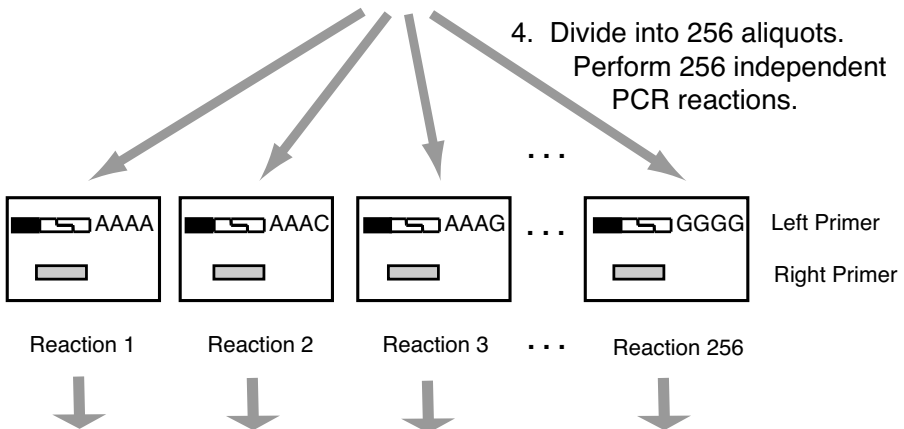 4. Divide into 256 aliquots.
Perform 256 independent
PCR reactions.
. . .
AAAA AAAC AAAG . . . GGGG Left Primer
Right Primer
Reaction 1 Reaction 2 Reaction 3 . . . Reaction 256